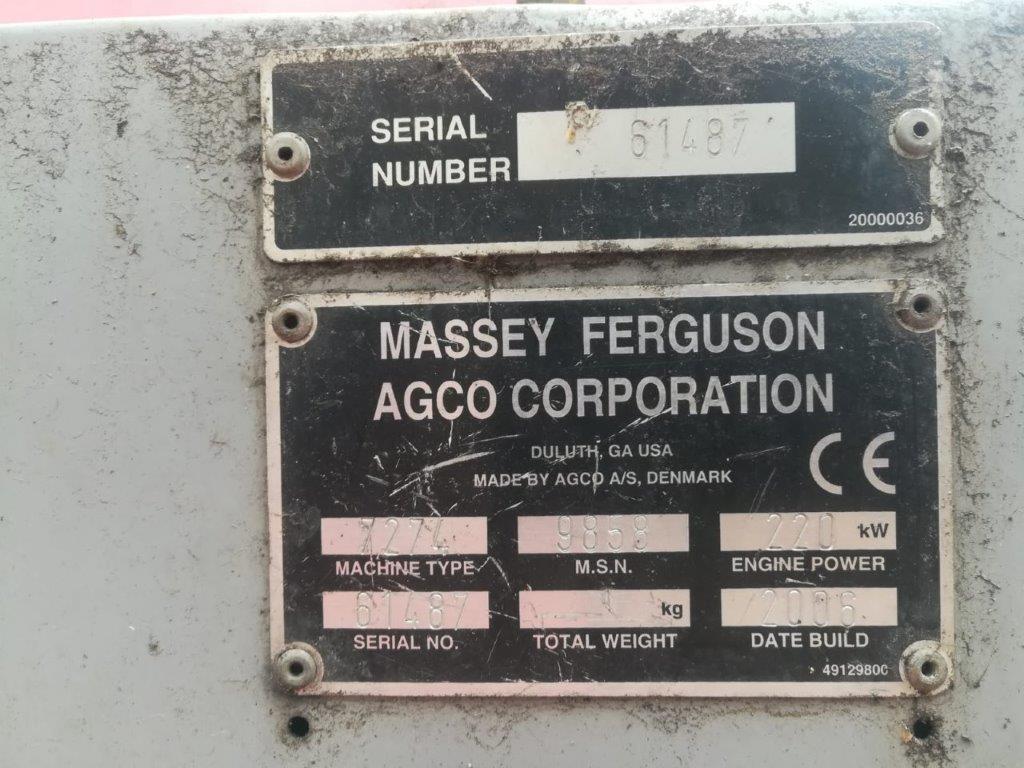 SERIAL
NUMBER 61487
20000036
MASSEY FERGUSON
AGCO CORPORATION
DULUTH, GA USA
MADE BY AGCO A/S, DENMARK
CE
7274 9858 220 kW
MACHINE TYPE M.S.N. ENGINE POWER
61487 kg 2006
SERIAL NO. TOTAL WEIGHT DATE BUILD
49129800